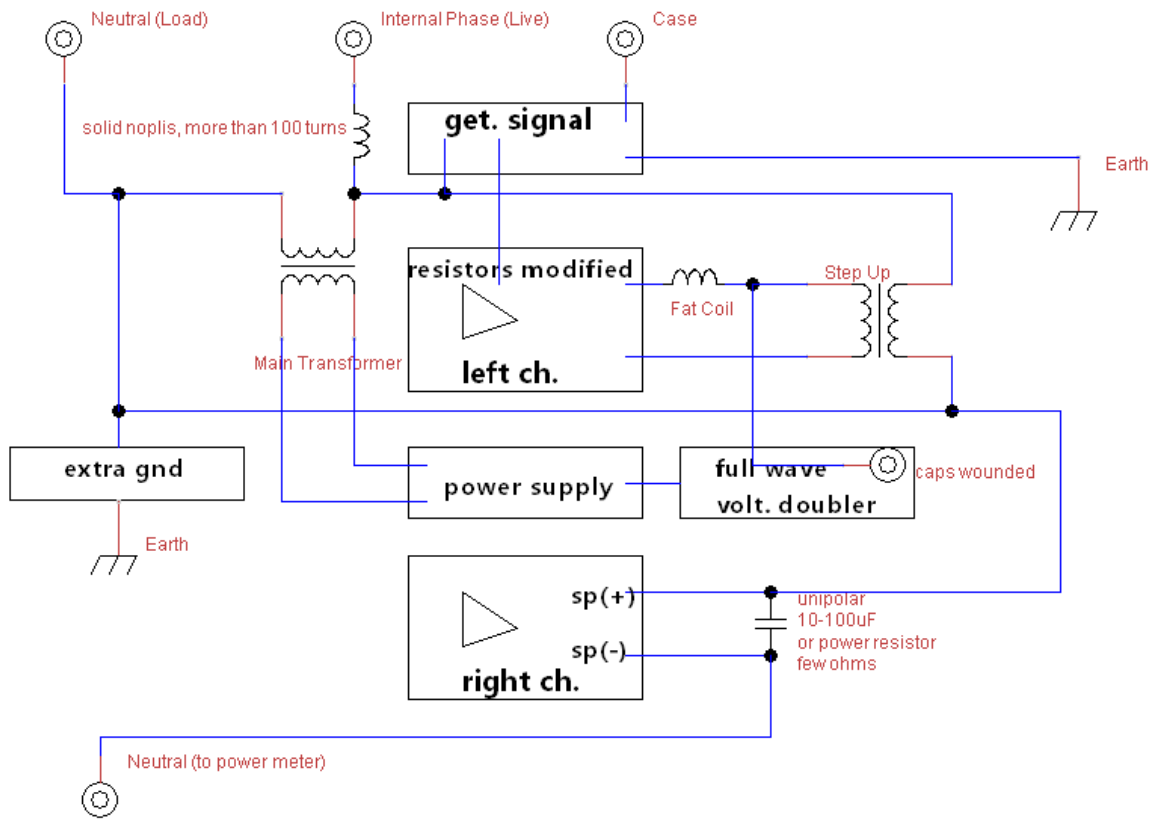 Neutral (Load)
Internal Phase (Live)
Case
solid noplis, more than 100 turns
get. signal
Earth
resistors modified
Step Up
Fat Coil
Main Transformer
left ch.
extra gnd
full wave
caps wounded
power supply
volt. doubler
Earth
sp(+)
unipolar
10-100uF
or power resistor
few ohms
sp(-)
right ch.
Neutral (to power meter)